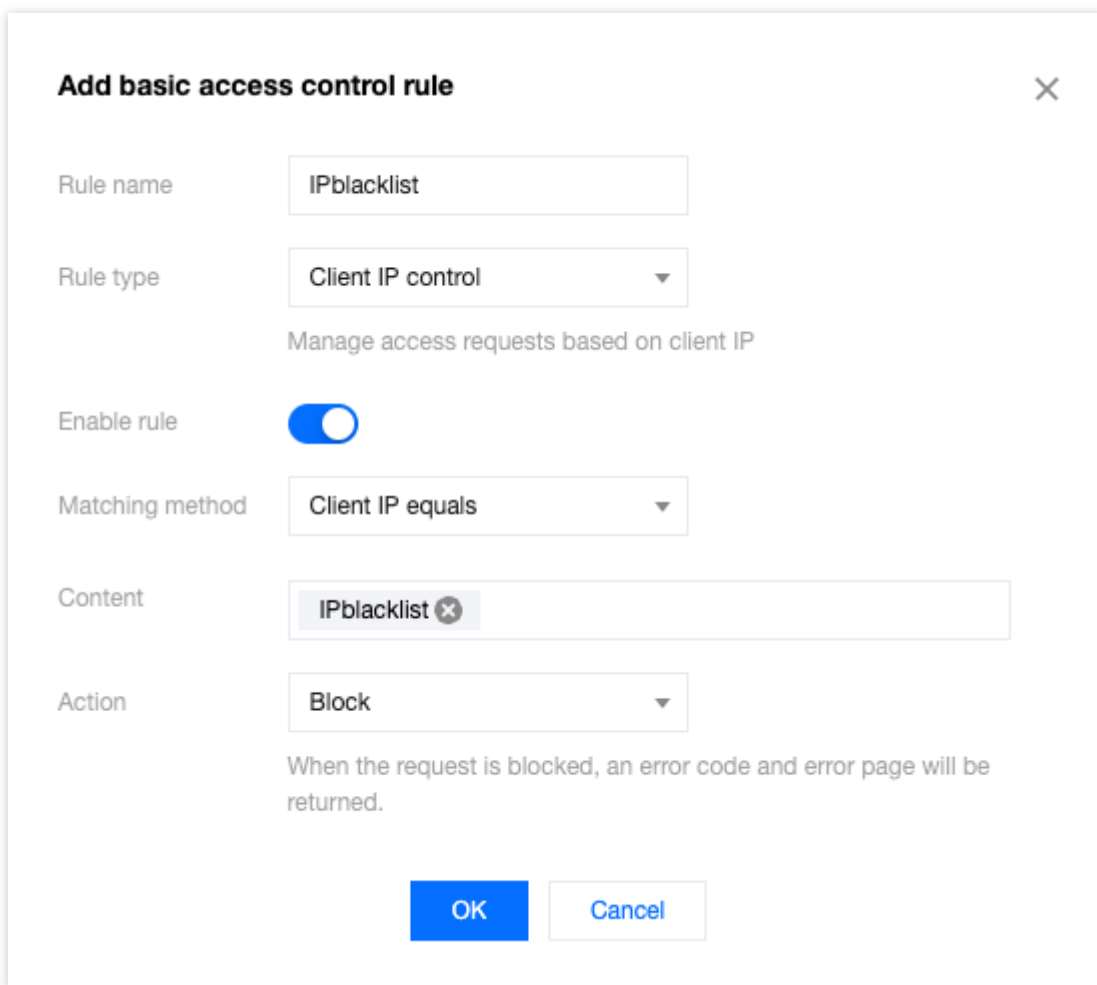 Add basic access control rule
Rule name
IPblacklist
Rule type
Client IP control
Manage access requests based on client IP
Enable rule
Matching method
Client IP equals
Content
IPblacklist
Action
Block
When the request is blocked, an error code and error page will be
returned.
OK
Cancel